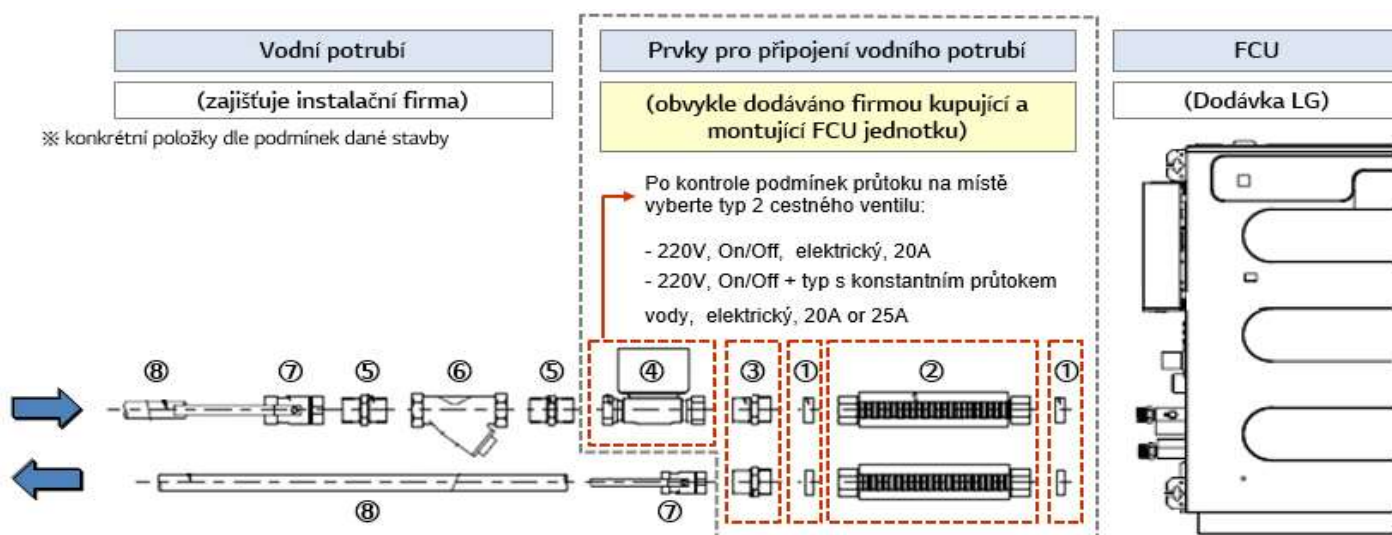 Vodní potrubí
(zajišťuje instalační firma)
※ konkrétní položky dle podmínek dané stavby
Prvky pro připojení vodního potrubí
(obvykle dodáváno firmou kupující a
montující FCU jednotku)
FCU
(Dodávka LG)
Po kontrole podmínek průtoku na místě
vyberte typ 2 cestného ventilu:
- 220V, On/Off, elektrický, 20A
- 220V, On/Off + typ s konstantním průtokem
vody, elektrický, 20A or 25A
⑧ ⑦ ⑤ ⑥ ⑤ ④ ③ ① ② ①
⑧ ⑦